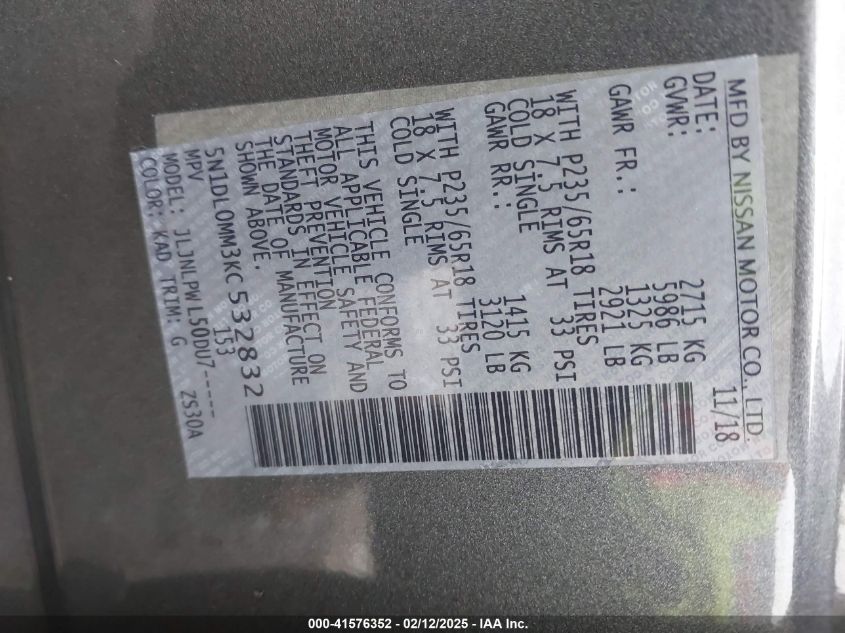 MFD BY NISSAN MOTOR CO., LTD.
DATE: 11/18
GVWR: 2715 KG
5986 LB
GAWR FR.: 1325 KG
2921 LB
WITH P235/65R18 TIRES
18 X 7.5 RIMS AT 33 PSI
COLD SINGLE
GAWR RR.: 1415 KG
3120 LB
WITH P235/65R18 TIRES
18 X 7.5 RIMS AT 33 PSI
COLD SINGLE
THIS VEHICLE CONFORMS TO
ALL APPLICABLE FEDERAL
MOTOR VEHICLE SAFETY AND
THEFT PREVENTION
STANDARDS IN EFFECT ON
THE DATE OF MANUFACTURE
SHOWN ABOVE.
5N1DL0MM3KC532832
MPV 153
MODEL: JLJNLPWL50DU7-----
COLOR: KAD TRIM: G ZS30A
000-41576352 - 02/12/2025 - IAA Inc.